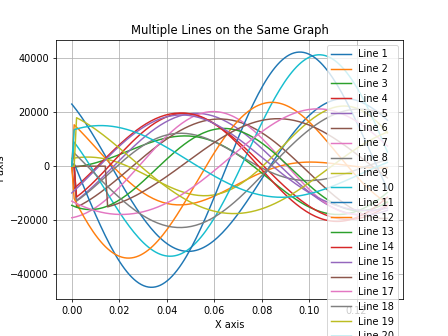 Multiple Lines on the Same Graph
40000
20000
0
−20000
−40000
0.00
0.02
0.04
0.06
0.08
0.10
X axis
Line 1
Line 2
Line 3
Line 4
Line 5
Line 6
Line 7
Line 8
Line 9
Line 10
Line 11
Line 12
Line 13
Line 14
Line 15
Line 16
Line 17
Line 18
Line 19
Line 20